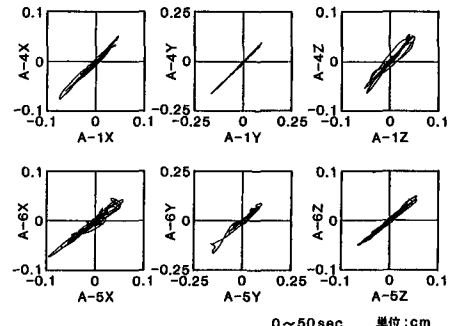 0.1 0.25 0.1
A-4X 0 A-4Y 0 A-4Z 0
-0.1 -0.25 -0.1
-0.1 0 0.1 -0.25 0 0.25 -0.1 0 0.1
A-1X A-1Y A-1Z
0.1 0.25 0.1
A-6X 0 A-6Y 0 A-6Z 0
-0.1 -0.25 -0.1
-0.1 0 0.1 -0.25 0 0.25 -0.1 0 0.1
A-5X A-5Y A-5Z
0~50sec 単位:cm